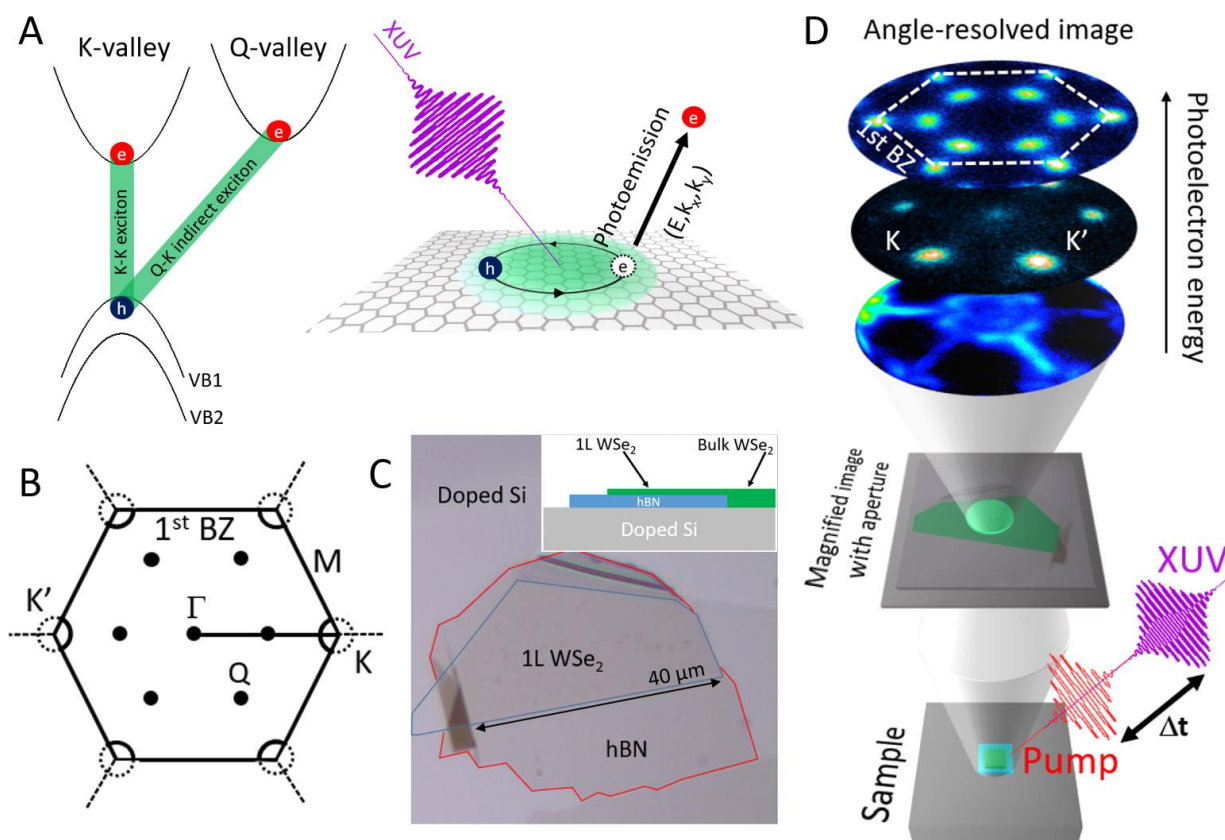 A
K-valley
Q-valley
e
e
K-K exciton
Q-K indirect exciton
h
VB1
VB2
XUV
Photoemission
e
(E,kₓ,kᵧ)
h
e
B
1ˢᵗ BZ
M
K'
Γ
K
Q
C
Doped Si
1L WSe₂
Bulk WSe₂
hBN
Doped Si
1L WSe₂
40 µm
hBN
D
Angle-resolved image
1st BZ
K
K'
Photoelectron energy
Magnified image
with aperture
XUV
Δt
Pump
Sample